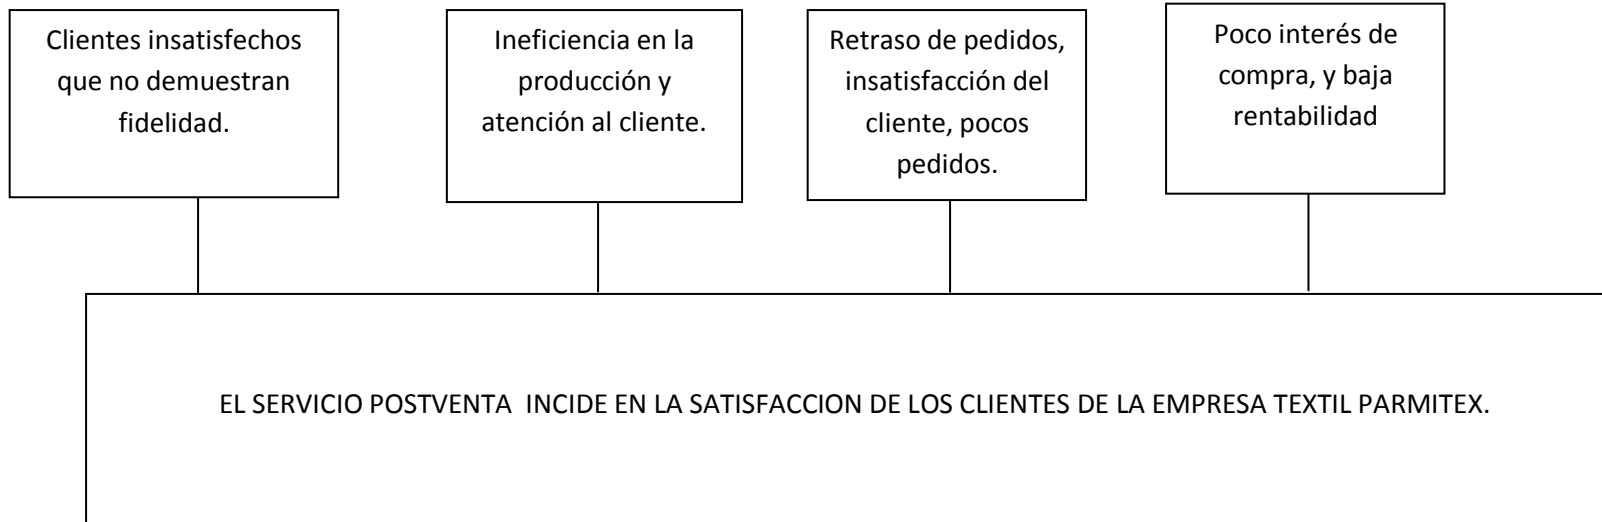 Clientes insatisfechos
que no demuestran
fidelidad.
Ineficiencia en la
producción y
atención al cliente.
Retraso de pedidos,
insatisfacción del
cliente, pocos
pedidos.
Poco interés de
compra, y baja
rentabilidad
EL SERVICIO POSTVENTA  INCIDE EN LA SATISFACCION DE LOS CLIENTES DE LA EMPRESA TEXTIL PARMITEX.